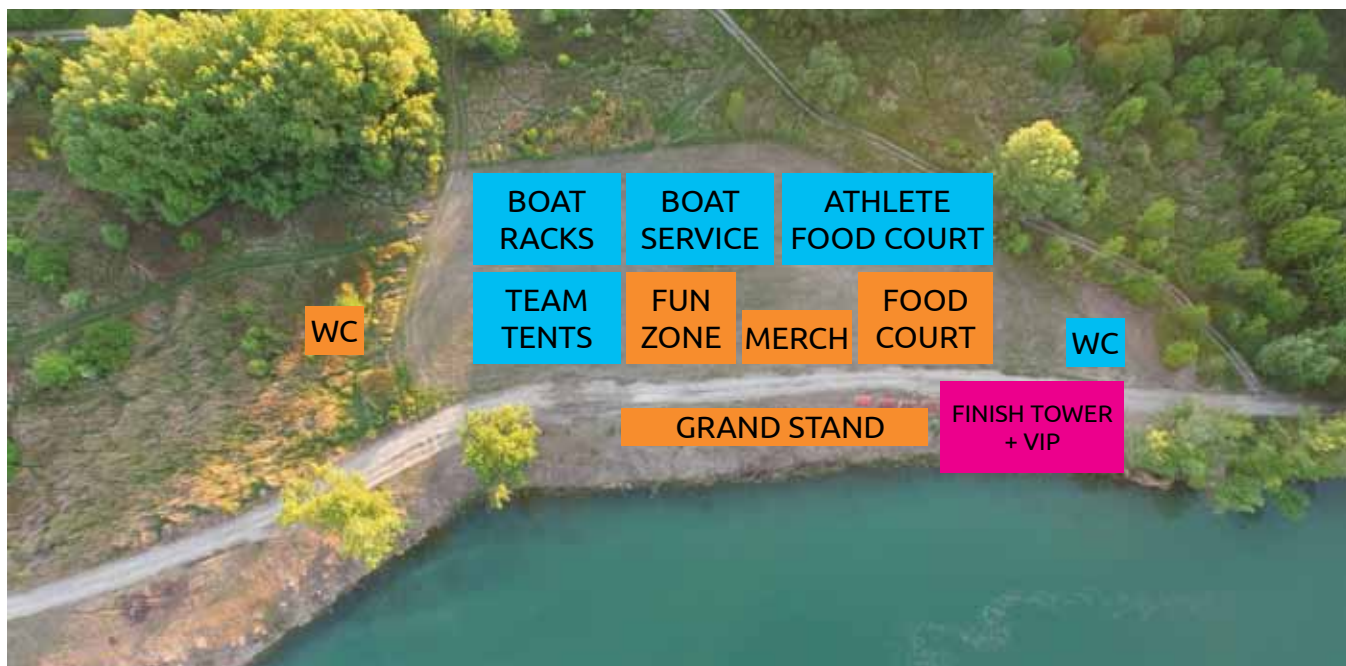 BOAT
RACKS
BOAT
SERVICE
ATHLETE
FOOD COURT
WC
TEAM
TENTS
FUN
ZONE
MERCH
FOOD
COURT
WC
GRAND STAND
FINISH TOWER
+ VIP